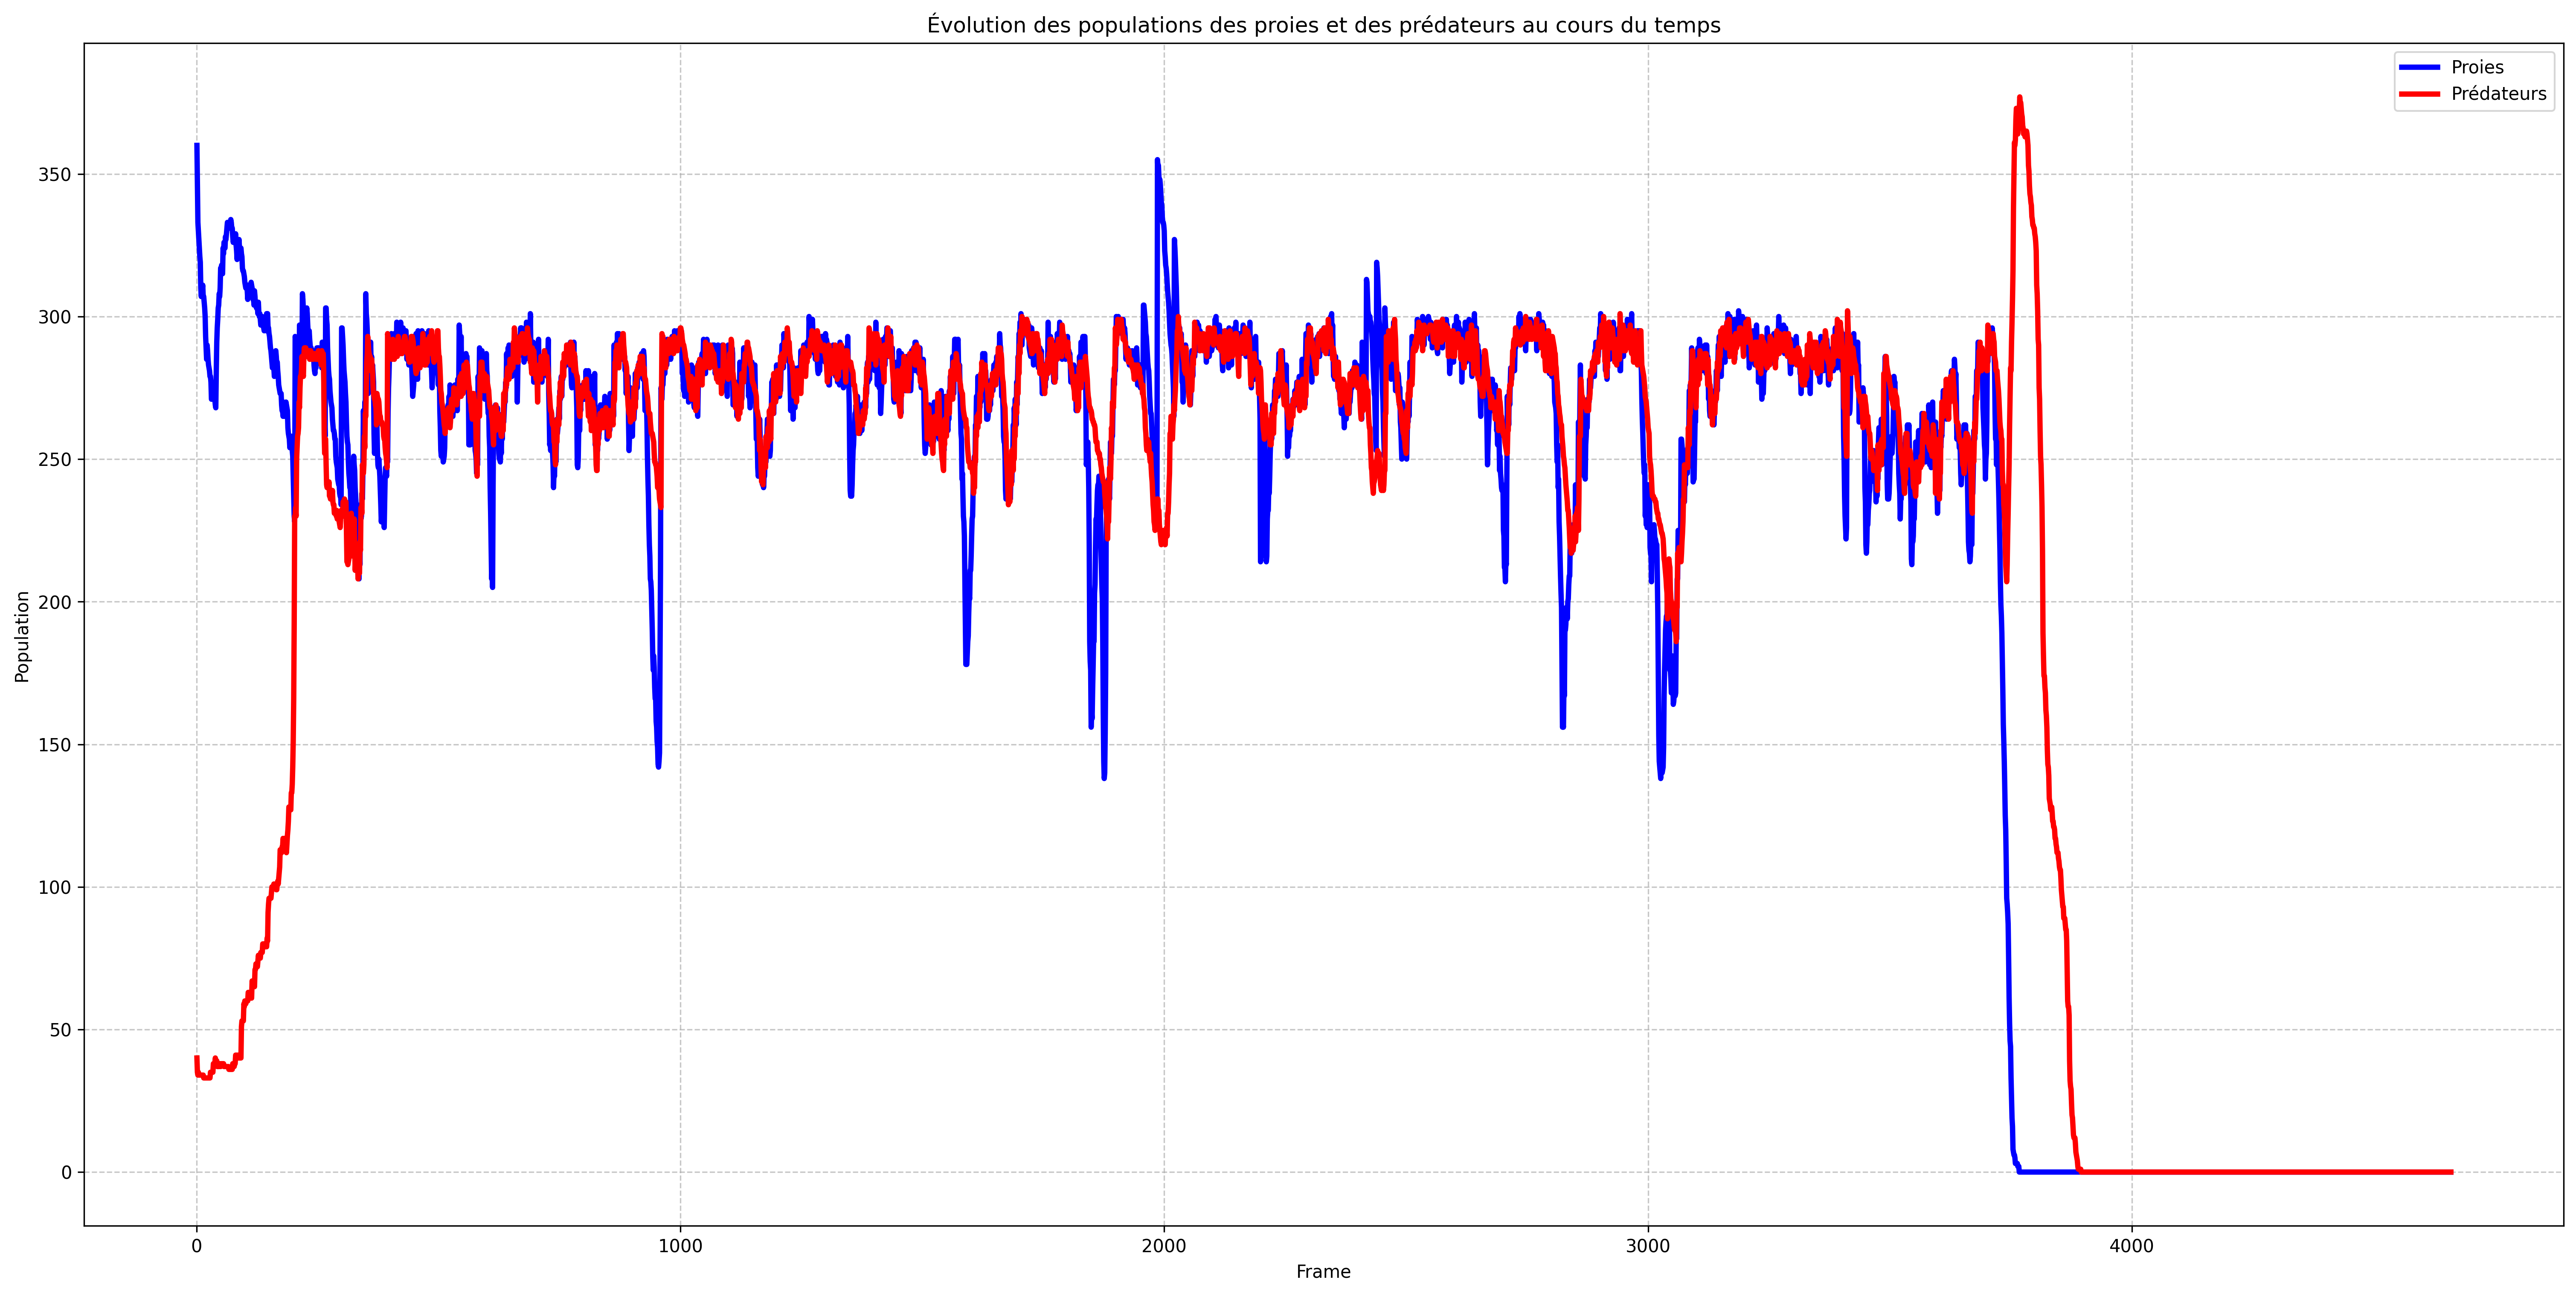 Évolution des populations des proies et des prédateurs au cours du temps
Proies
Prédateurs
Population
350
300
250
200
150
100
50
0
0 1000 2000 3000 4000
Frame